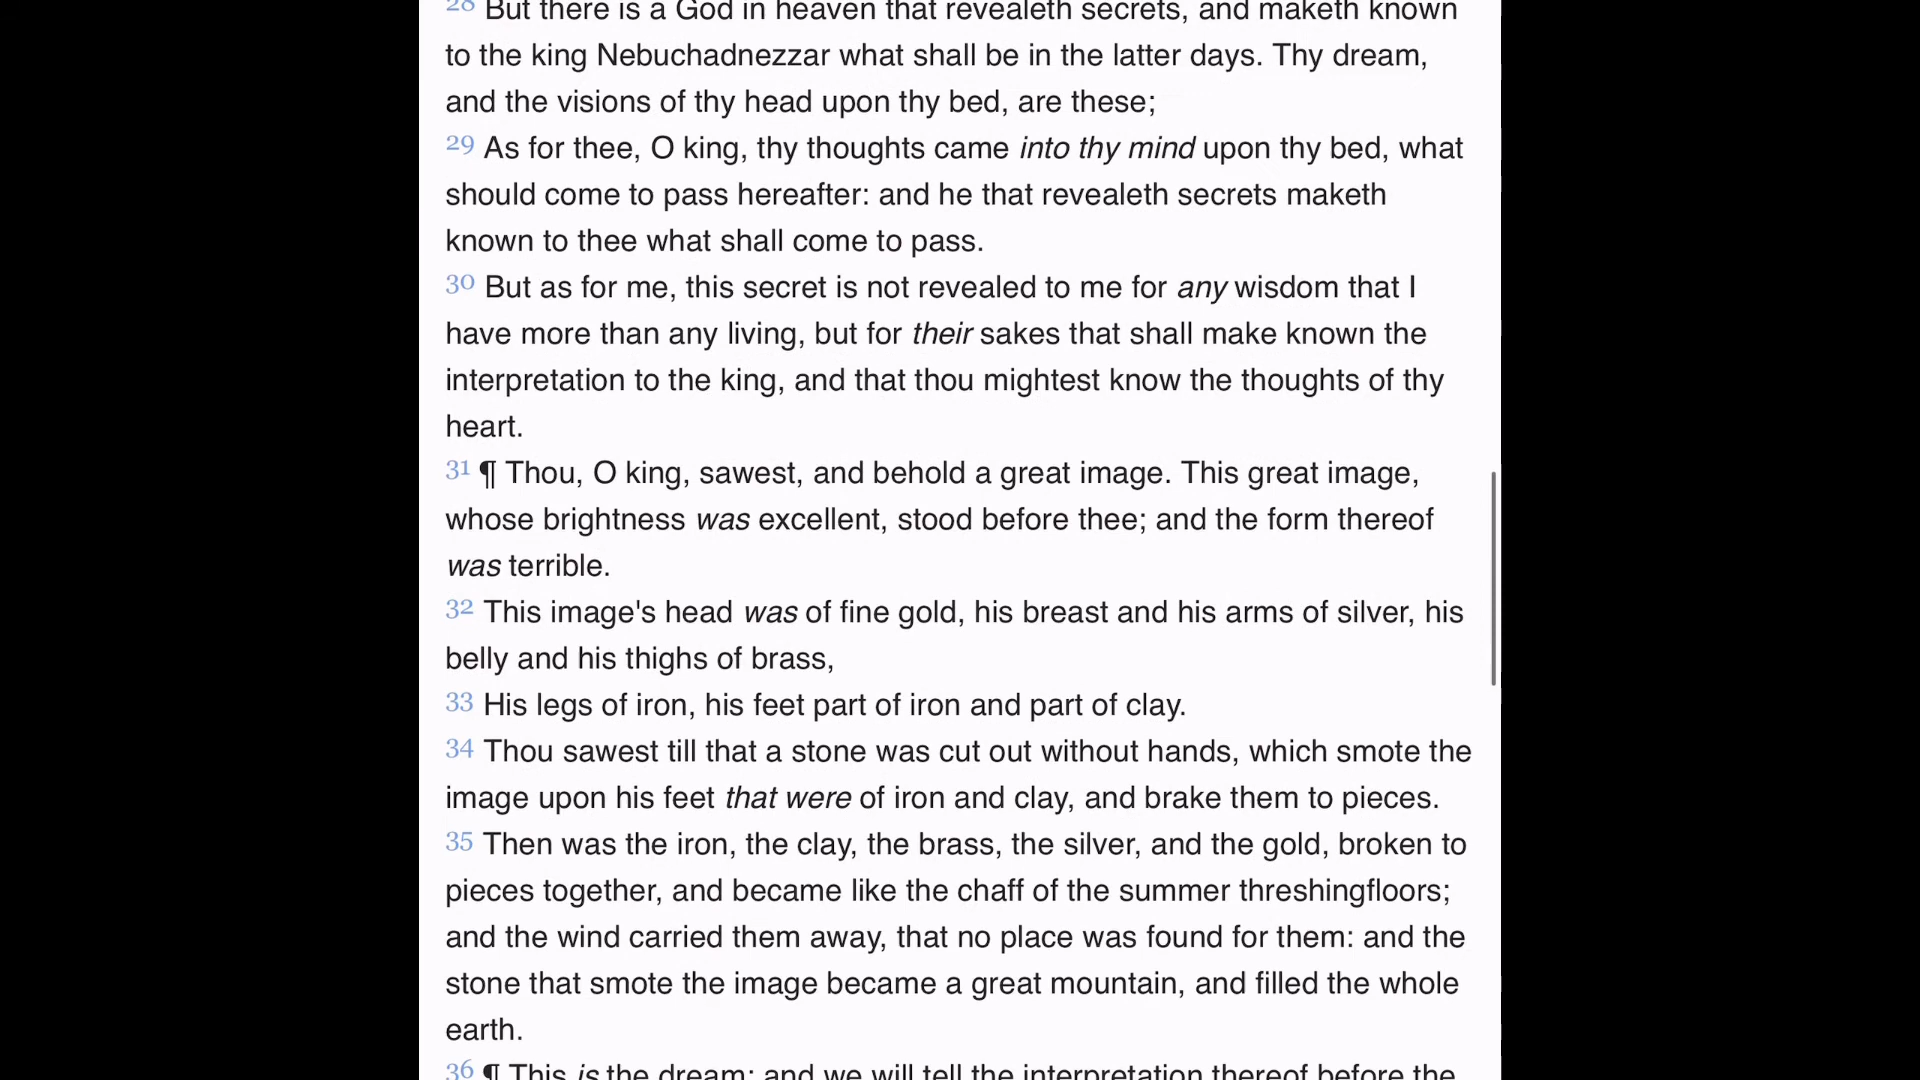 28 But there is a God in heaven that revealeth secrets, and maketh known
to the king Nebuchadnezzar what shall be in the latter days. Thy dream,
and the visions of thy head upon thy bed, are these;
29 As for thee, O king, thy thoughts came into thy mind upon thy bed, what
should come to pass hereafter: and he that revealeth secrets maketh
known to thee what shall come to pass.
30 But as for me, this secret is not revealed to me for any wisdom that I
have more than any living, but for their sakes that shall make known the
interpretation to the king, and that thou mightest know the thoughts of thy
heart.
31 ¶ Thou, O king, sawest, and behold a great image. This great image,
whose brightness was excellent, stood before thee; and the form thereof
was terrible.
32 This image's head was of fine gold, his breast and his arms of silver, his
belly and his thighs of brass,
33 His legs of iron, his feet part of iron and part of clay.
34 Thou sawest till that a stone was cut out without hands, which smote the
image upon his feet that were of iron and clay, and brake them to pieces.
35 Then was the iron, the clay, the brass, the silver, and the gold, broken to
pieces together, and became like the chaff of the summer threshingfloors;
and the wind carried them away, that no place was found for them: and the
stone that smote the image became a great mountain, and filled the whole
earth.
36 ¶ This is the dream; and we will tell the interpretation thereof before the